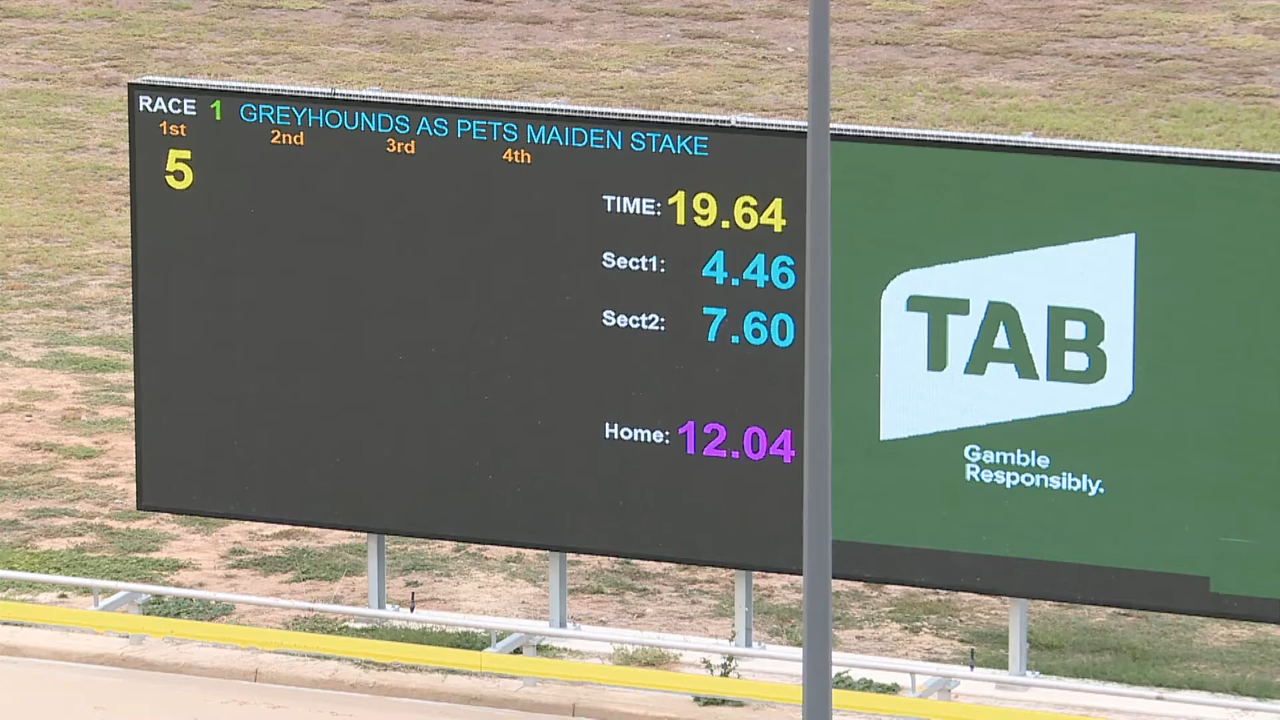 RACE 1 GREYHOUNDS AS PETS MAIDEN STAKE
1st 2nd 3rd 4th
5
TIME: 19.64
Sect1: 4.46
Sect2: 7.60
Home: 12.04
TAB
Gamble
Responsibly.